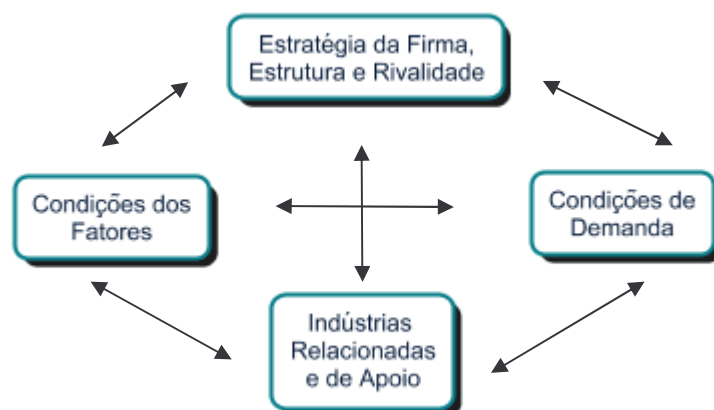 Estratégia da Firma,
Estrutura e Rivalidade
Condições dos
Fatores
Condições de
Demanda
Indústrias
Relacionadas
e de Apoio